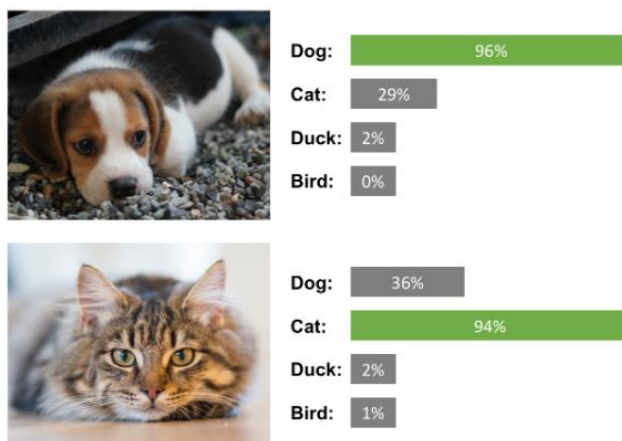 Dog: 96%
Cat: 29%
Duck: 2%
Bird: 0%
Dog: 36%
Cat: 94%
Duck: 2%
Bird: 1%